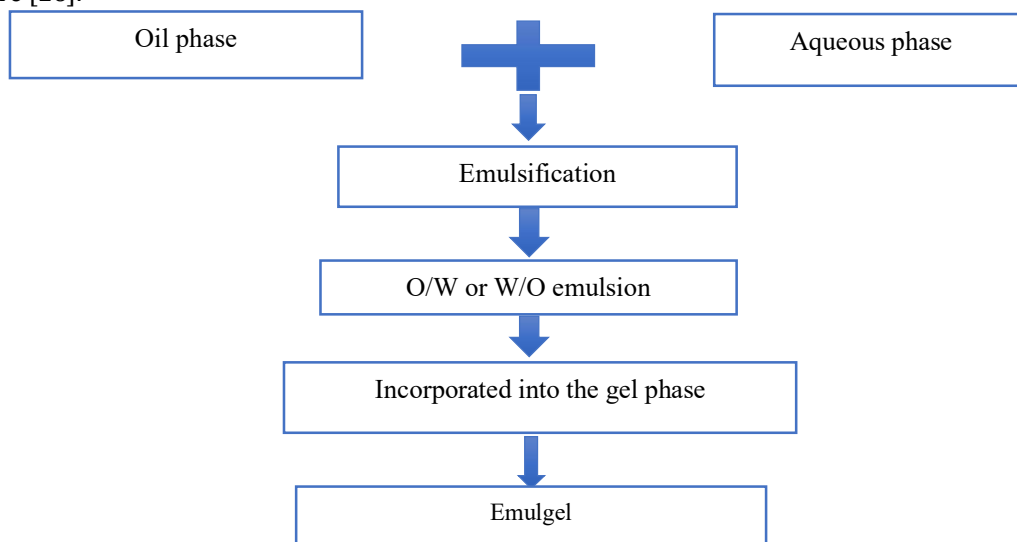 Oil phase
Aqueous phase
Emulsification
O/W or W/O emulsion
Incorporated into the gel phase
Emulgel